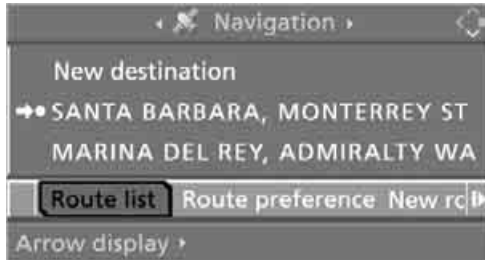 Navigation
New destination
SANTA BARBARA, MONTERREY ST
MARINA DEL REY, ADMIRALTY WA
Route list Route preference New ro
Arrow display